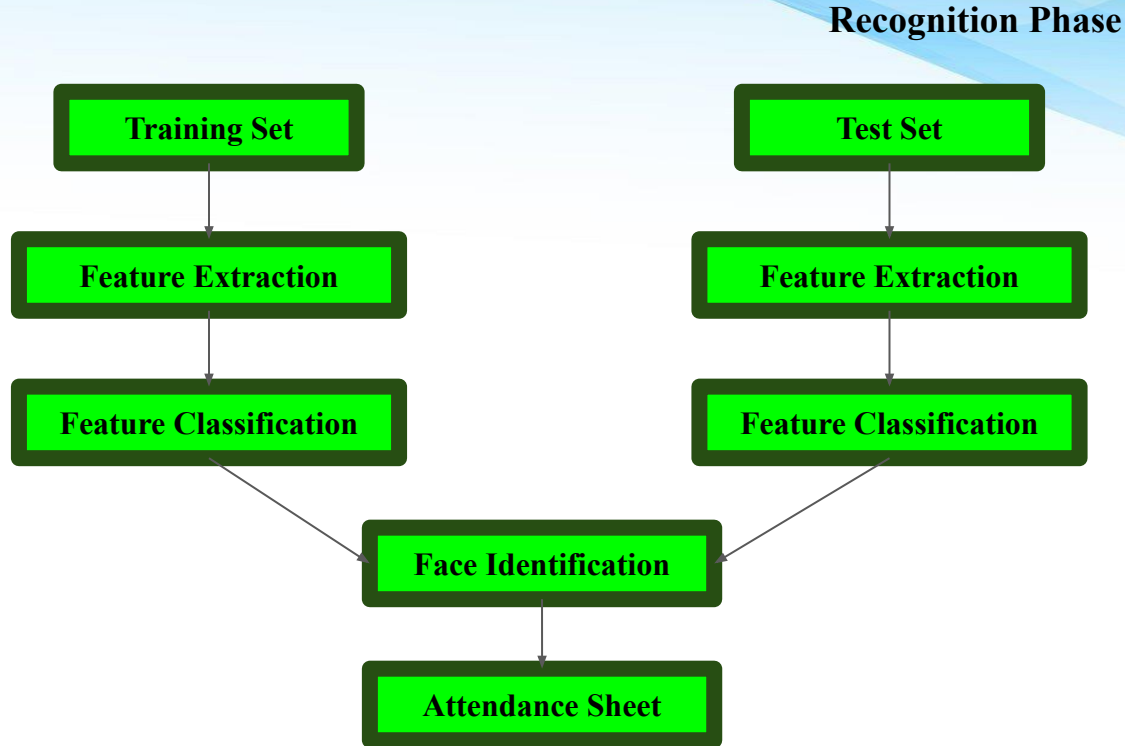 Recognition Phase
Training Set
Test Set
Feature Extraction
Feature Extraction
Feature Classification
Feature Classification
Face Identification
Attendance Sheet